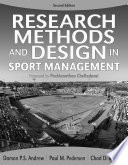 Second Edition
RESEARCH
METHODS
AND DESIGN IN
SPORT MANAGEMENT
Damon P.S. Andrew
Paul M. Pedersen